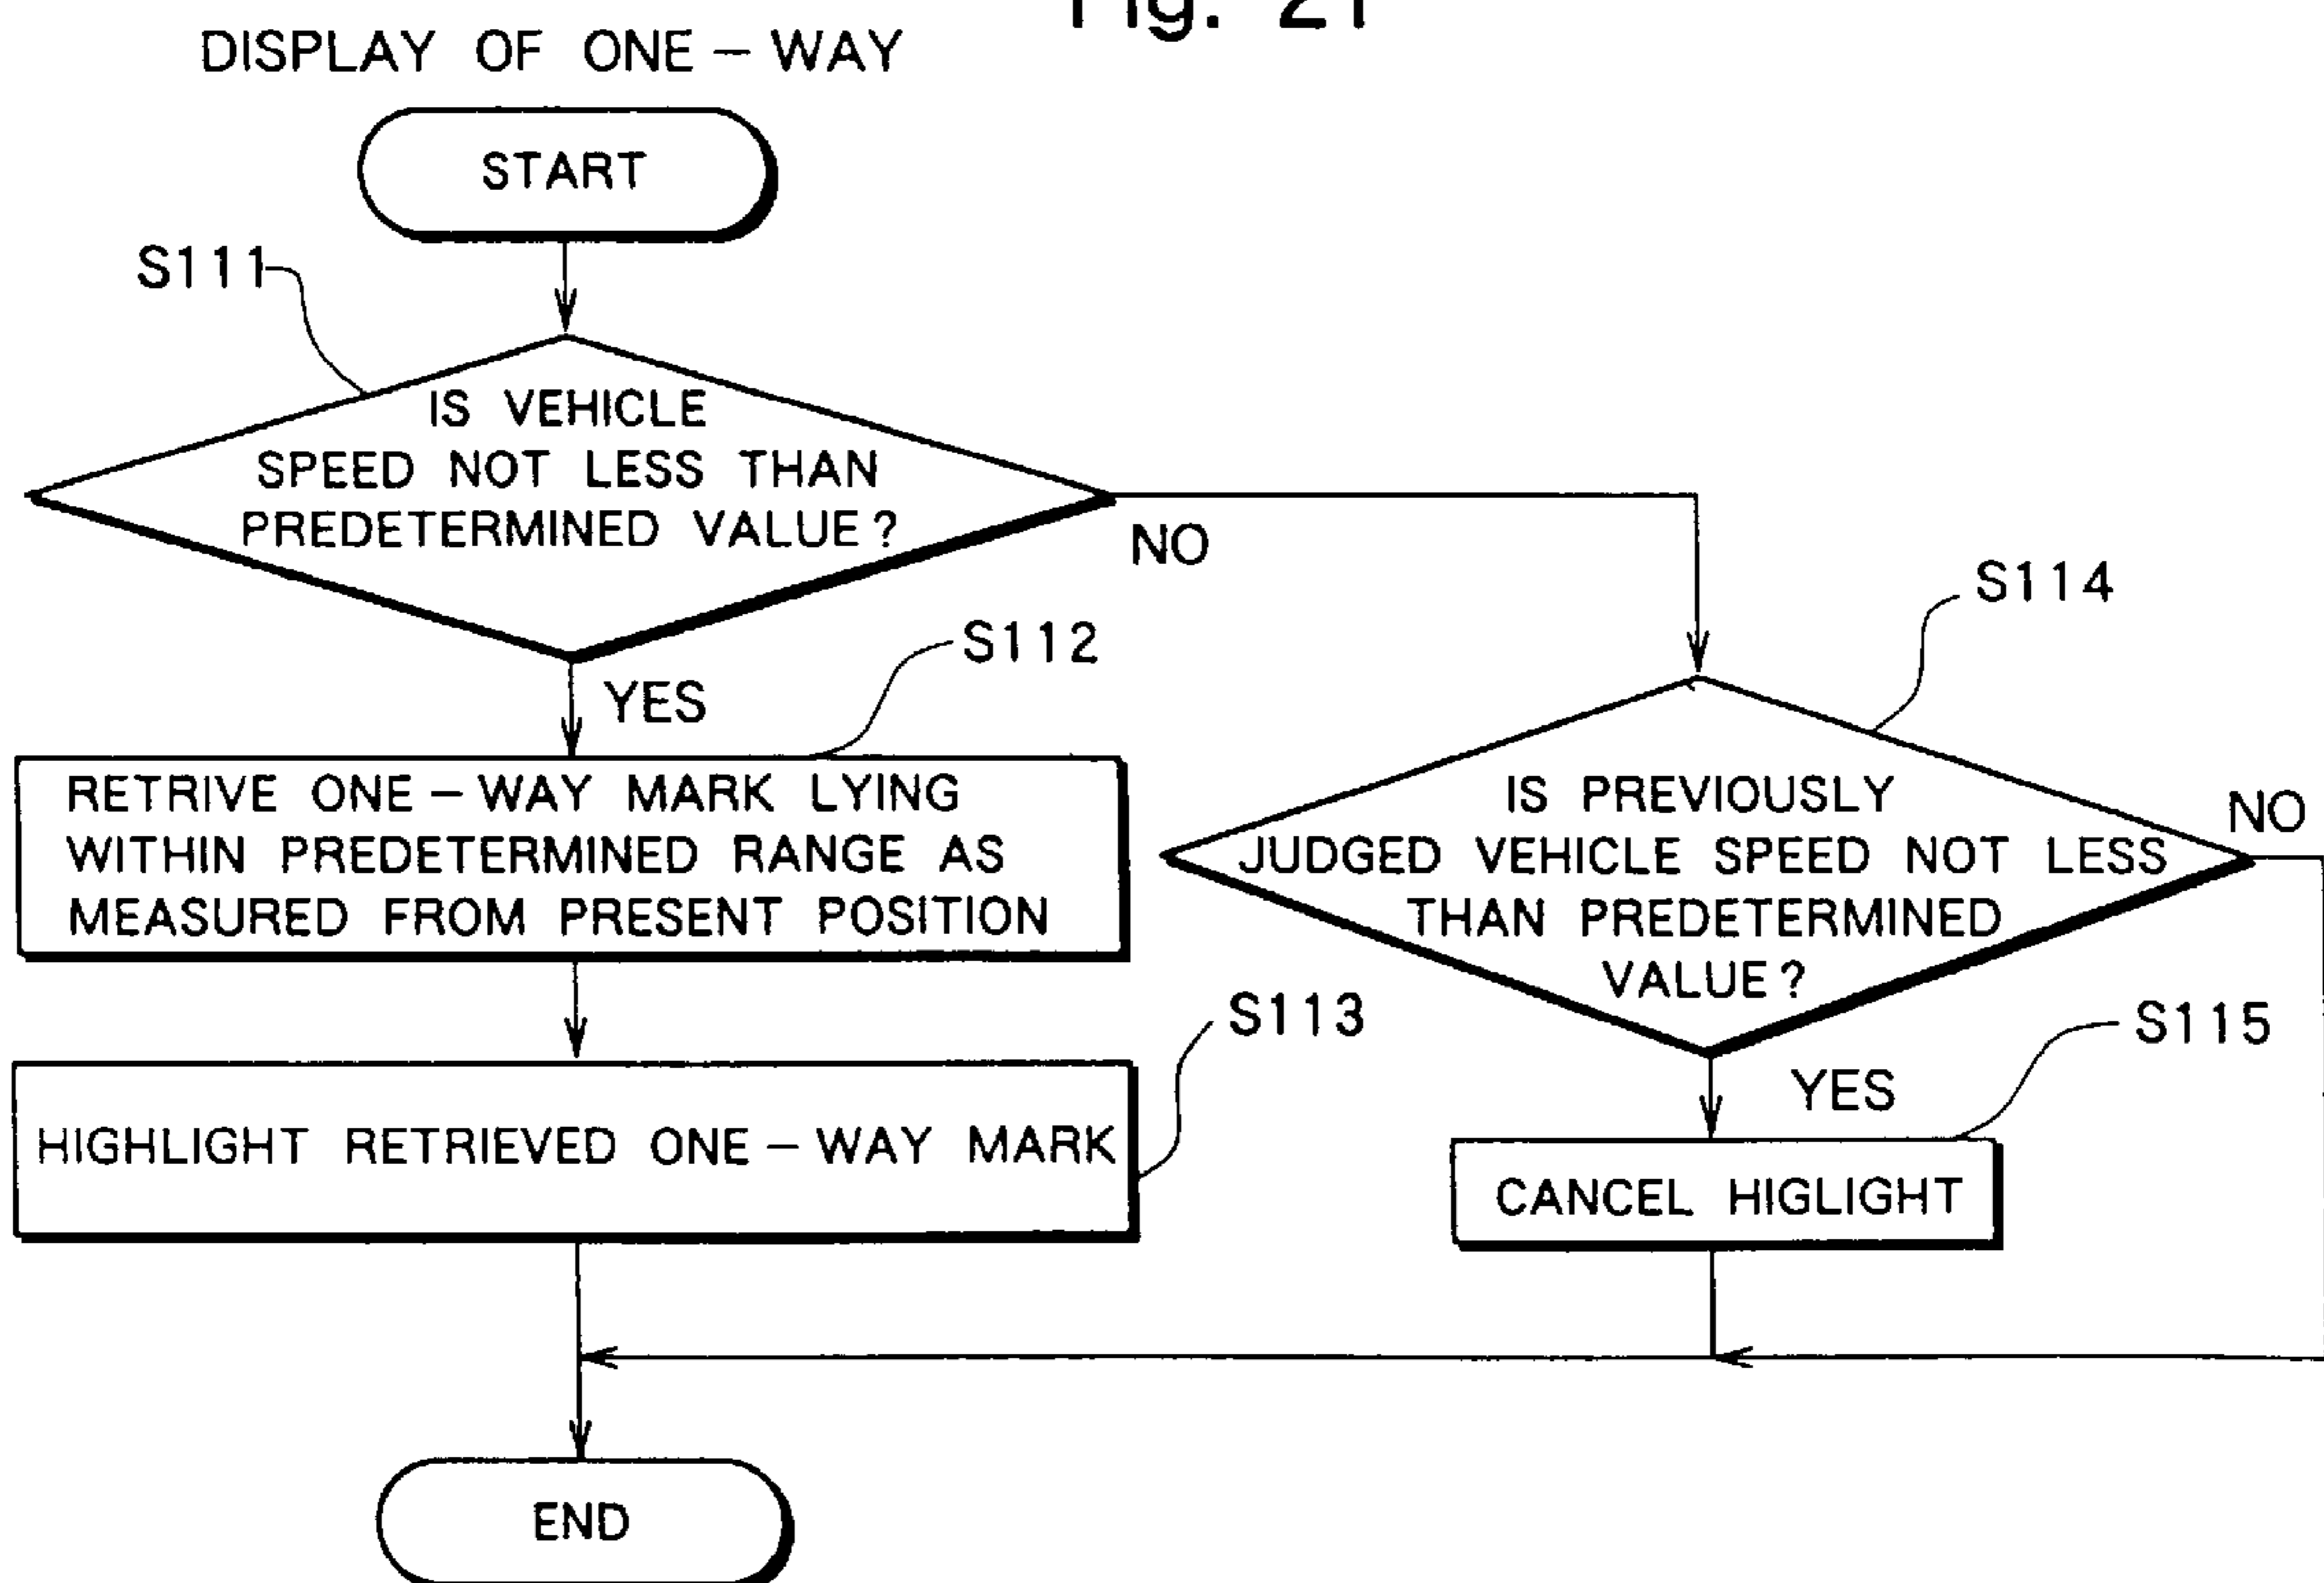 Fig. 21
DISPLAY OF ONE-WAY
START
S111
IS VEHICLE
SPEED NOT LESS THAN
PREDETERMINED VALUE?
NO
S114
S112
YES
RETRIVE ONE-WAY MARK LYING
WITHIN PREDETERMINED RANGE AS
MEASURED FROM PRESENT POSITION
IS PREVIOUSLY
JUDGED VEHICLE SPEED NOT LESS
THAN PREDETERMINED
VALUE?
NO
S113
S115
YES
HIGHLIGHT RETRIEVED ONE-WAY MARK
CANCEL HIGLIGHT
END